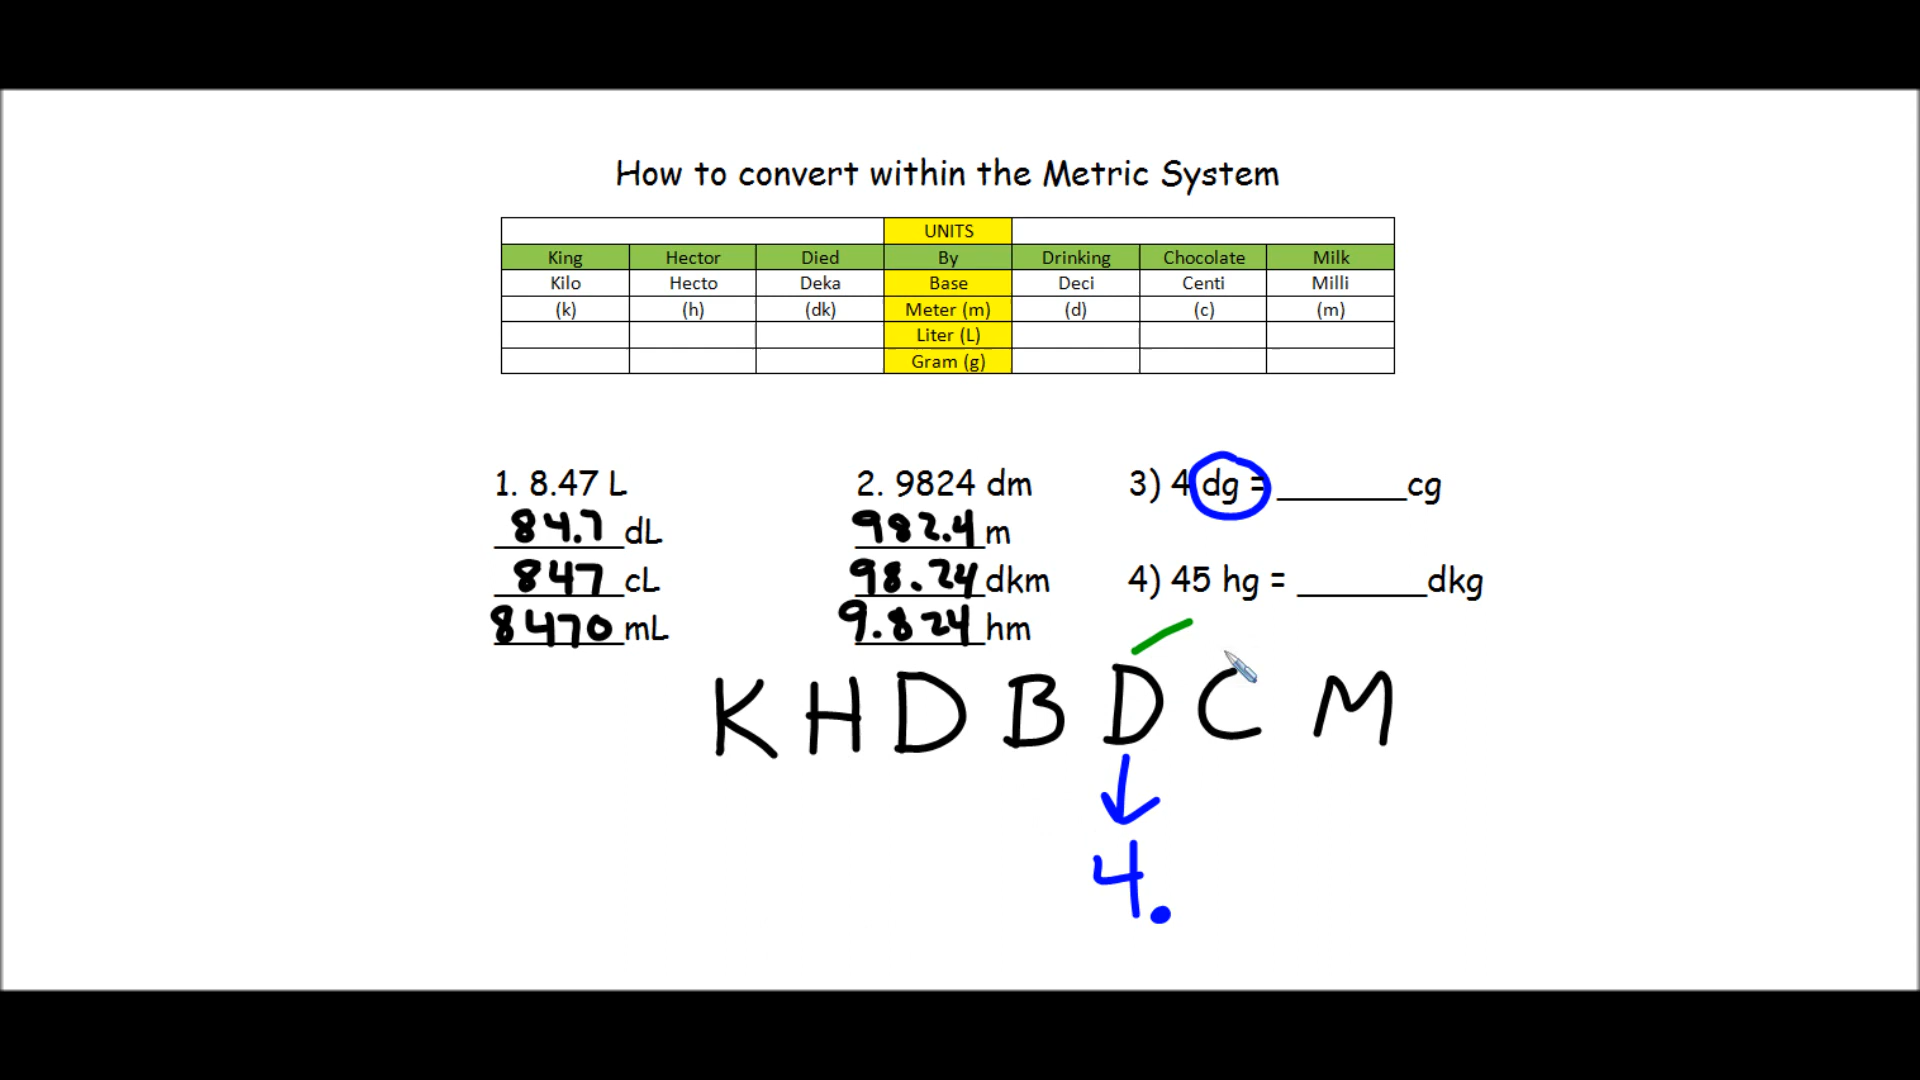 How to convert within the Metric System
UNITS
King Hector Died By Drinking Chocolate Milk
Kilo Hecto Deka Base Deci Centi Milli
(k) (h) (dk) Meter (m) (d) (c) (m)
Liter (L)
Gram (g)
1. 8.47 L
84.7 dL
847 cL
8470 mL
2. 9824 dm
982.4 m
98.24 dkm
9.824 hm
3) 4 dg = _______cg
4) 45 hg = _______dkg
K H D B D C M
4.